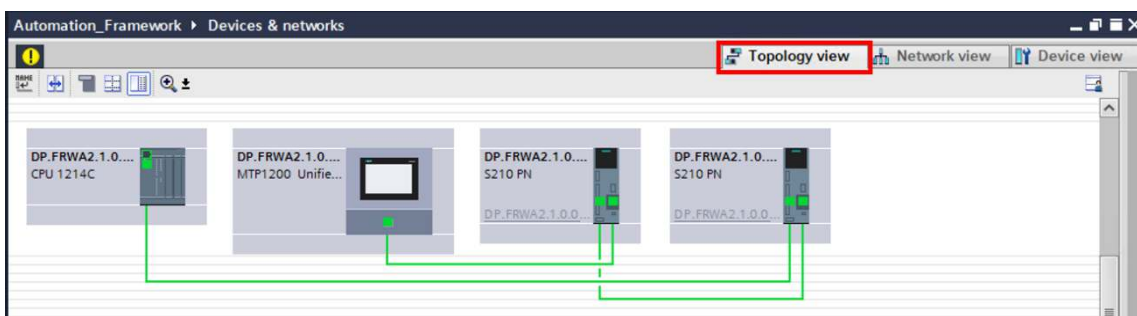 Automation_Framework ▸ Devices & networks
Topology view Network view Device view
DP.FRWA2.1.0....
CPU 1214C
DP.FRWA2.1.0....
MTP1200 Unifie...
DP.FRWA2.1.0....
S210 PN
DP.FRWA2.1.0.0...
DP.FRWA2.1.0....
S210 PN
DP.FRWA2.1.0.0...